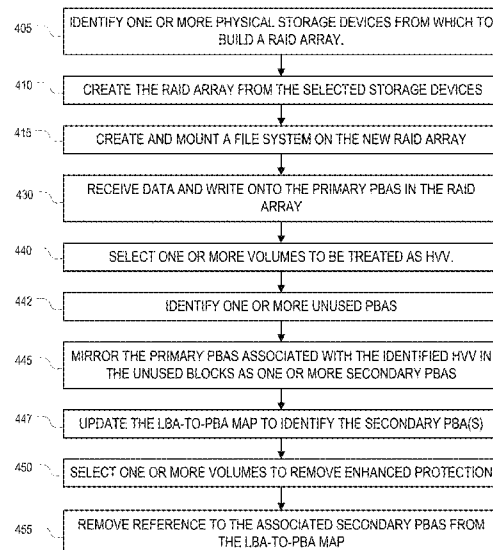 405
IDENTIFY ONE OR MORE PHYSICAL STORAGE DEVICES FROM WHICH TO
BUILD A RAID ARRAY.
410
CREATE THE RAID ARRAY FROM THE SELECTED STORAGE DEVICES
415
CREATE AND MOUNT A FILE SYSTEM ON THE NEW RAID ARRAY
430
RECEIVE DATA AND WRITE ONTO THE PRIMARY PBAS IN THE RAID
ARRAY
440
SELECT ONE OR MORE VOLUMES TO BE TREATED AS HVV.
442
IDENTIFY ONE OR MORE UNUSED PBAS
445
MIRROR THE PRIMARY PBAS ASSOCIATED WITH THE IDENTIFIED HVV IN
THE UNUSED BLOCKS AS ONE OR MORE SECONDARY PBAS
447
UPDATE THE LBA-TO-PBA MAP TO IDENTIFY THE SECONDARY PBA(S)
450
SELECT ONE OR MORE VOLUMES TO REMOVE ENHANCED PROTECTION
455
REMOVE REFERENCE TO THE ASSOCIATED SECONDARY PBAS FROM
THE LBA-TO-PBA MAP